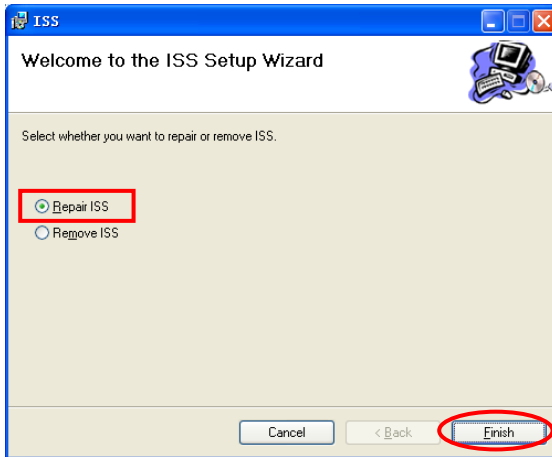 ISS
Welcome to the ISS Setup Wizard
Select whether you want to repair or remove ISS.
Repair ISS
Remove ISS
Cancel
< Back
Finish